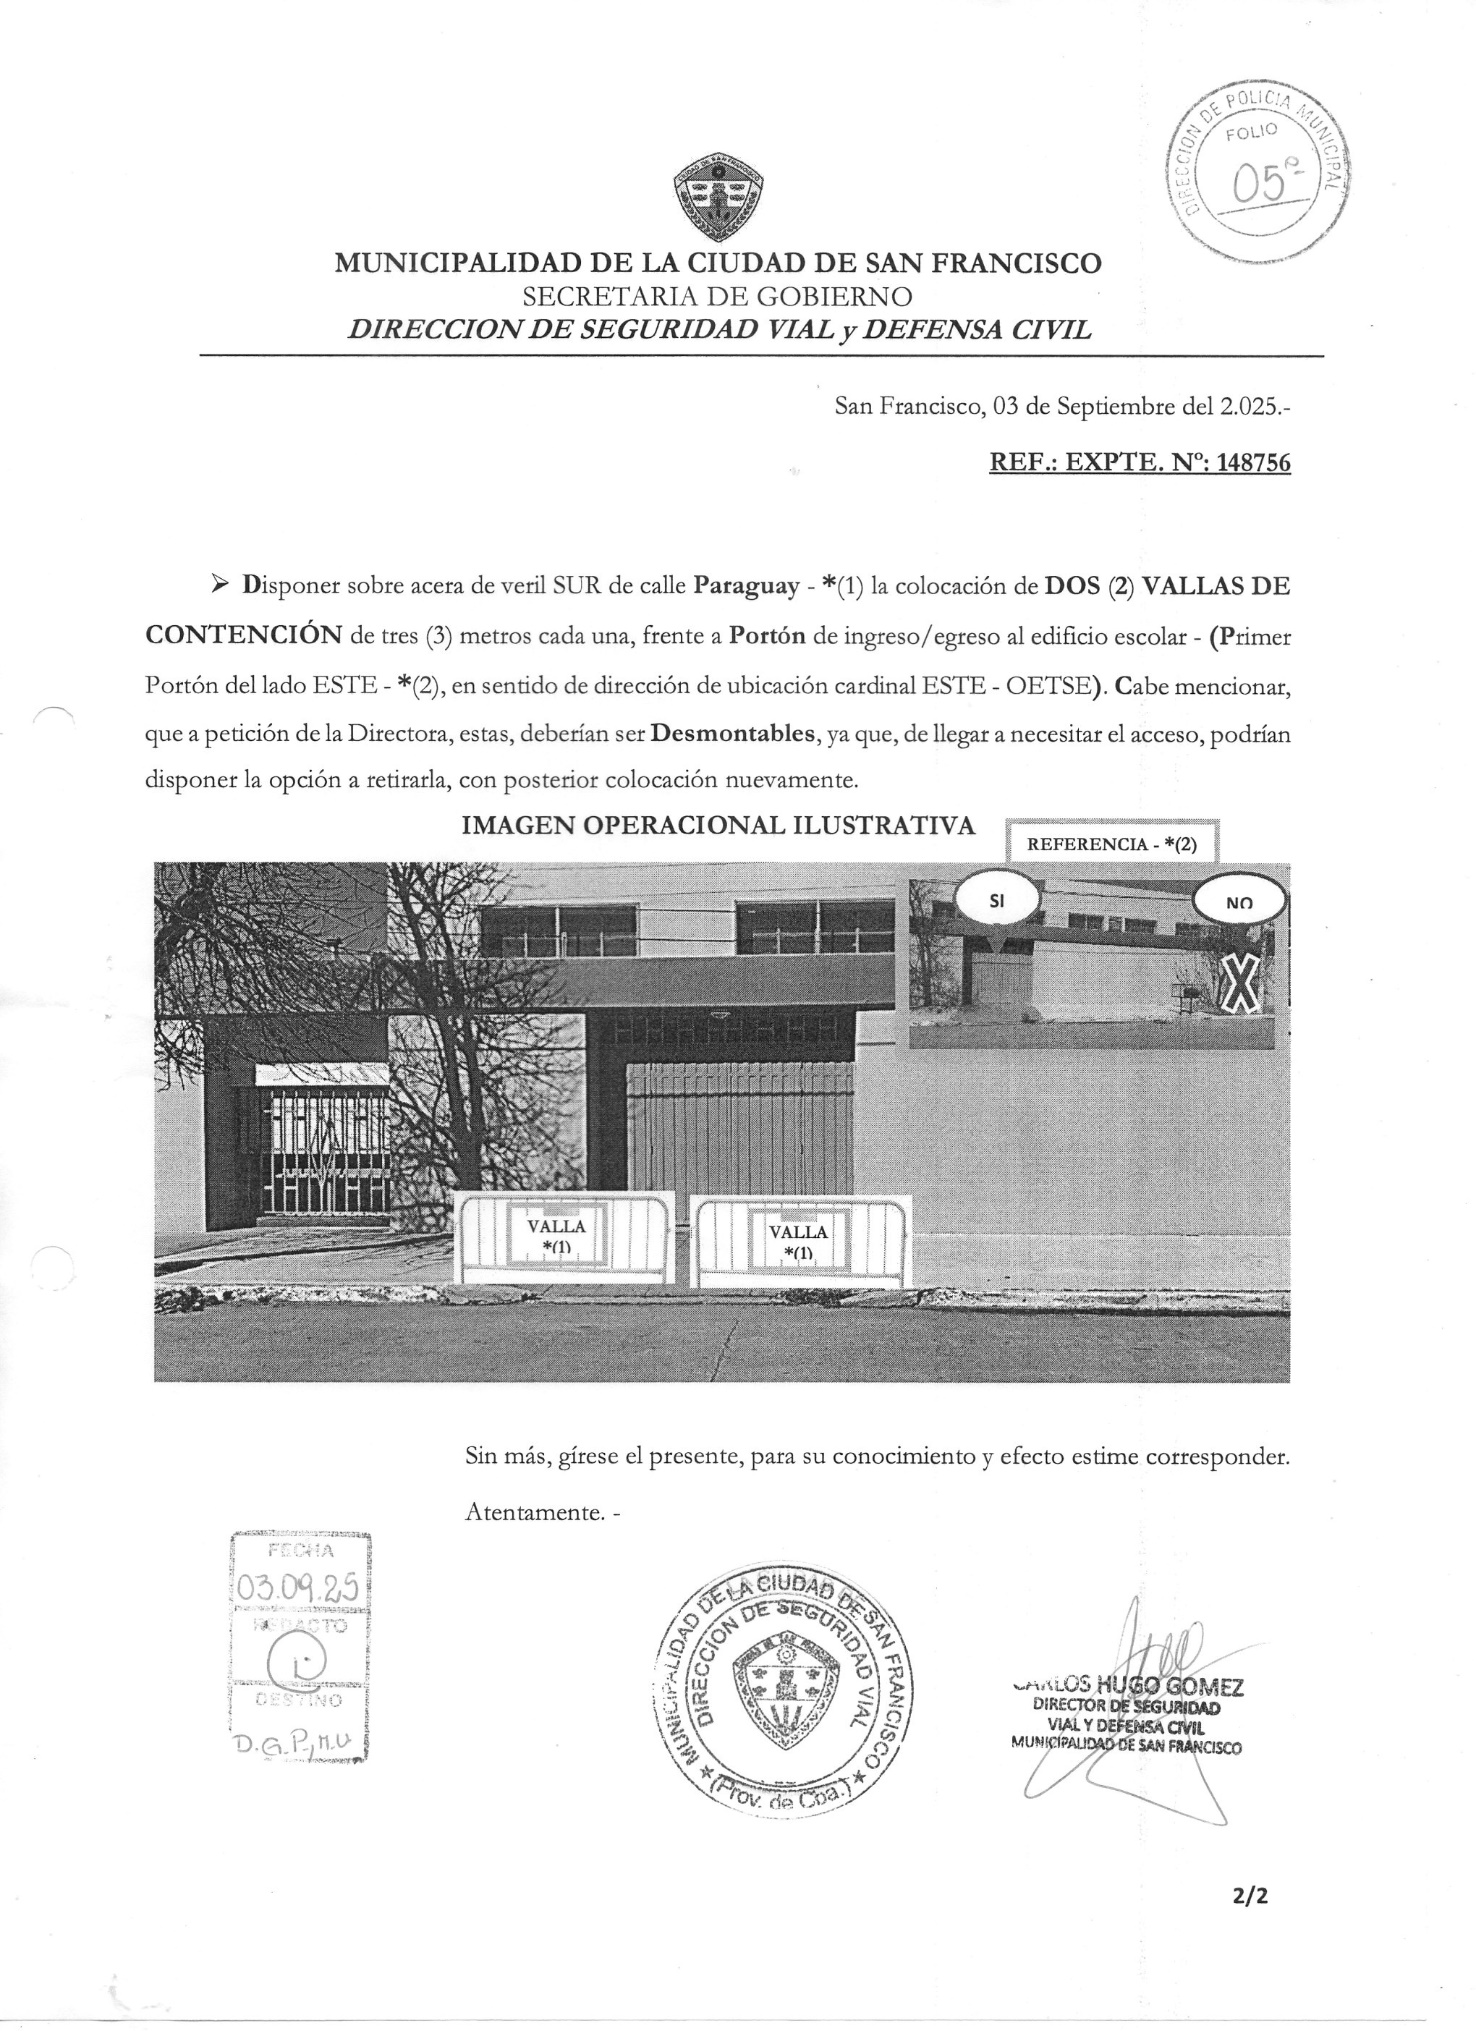 DIRECCION DE POLICIA MUNICIPAL
FOLIO
05
CIUDAD DE SAN FRANCISCO
MUNICIPALIDAD DE LA CIUDAD DE SAN FRANCISCO
SECRETARIA DE GOBIERNO
DIRECCION DE SEGURIDAD VIAL y DEFENSA CIVIL
San Francisco, 03 de Septiembre del 2.025.-
REF.: EXPTE. Nº: 148756
➢ Disponer sobre acera de veril SUR de calle Paraguay - *(1) la colocación de DOS (2) VALLAS DE
CONTENCIÓN de tres (3) metros cada una, frente a Portón de ingreso/egreso al edificio escolar - (Primer
Portón del lado ESTE - *(2), en sentido de dirección de ubicación cardinal ESTE - OETSE). Cabe mencionar,
que a petición de la Directora, estas, deberían ser Desmontables, ya que, de llegar a necesitar el acceso, podrían
disponer la opción a retirarla, con posterior colocación nuevamente.
IMAGEN OPERACIONAL ILUSTRATIVA
REFERENCIA - *(2)
SI
NO
X
VALLA
*(1)
VALLA
*(1)
Sin más, gírese el presente, para su conocimiento y efecto estime corresponder.
Atentamente. -
FECHA
03.09.25
REDACTO
DESTINO
D.G.P.M.U
MUNICIPALIDAD DE LA CIUDAD DE SAN FRANCISCO
DIRECCION DE SEGURIDAD VIAL
★ (Prov. de Cba.) ★
CARLOS HUGO GOMEZ
DIRECTOR DE SEGURIDAD
VIAL Y DEFENSA CIVIL
MUNICIPALIDAD DE SAN FRANCISCO
2/2